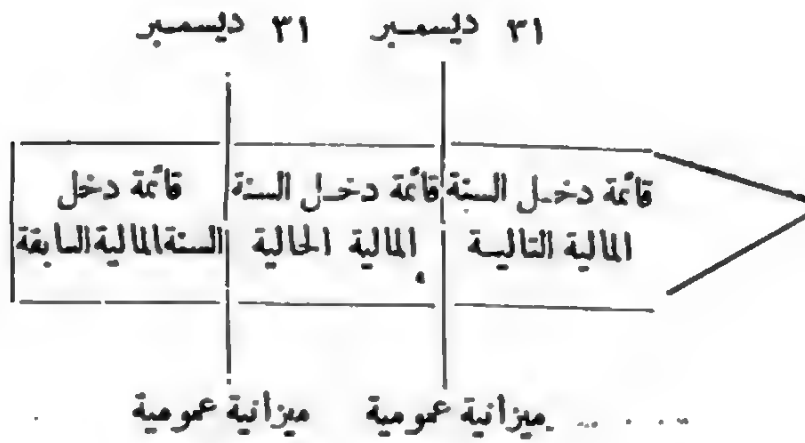 ٣١ ديسمبر ٣١ ديسمبر
قائمة دخل السنة قائمة دخل السنة قائمة دخل
المالية التالية المالية الحالية السنة المالية السابقة
ميزانية عمومية ميزانية عمومية